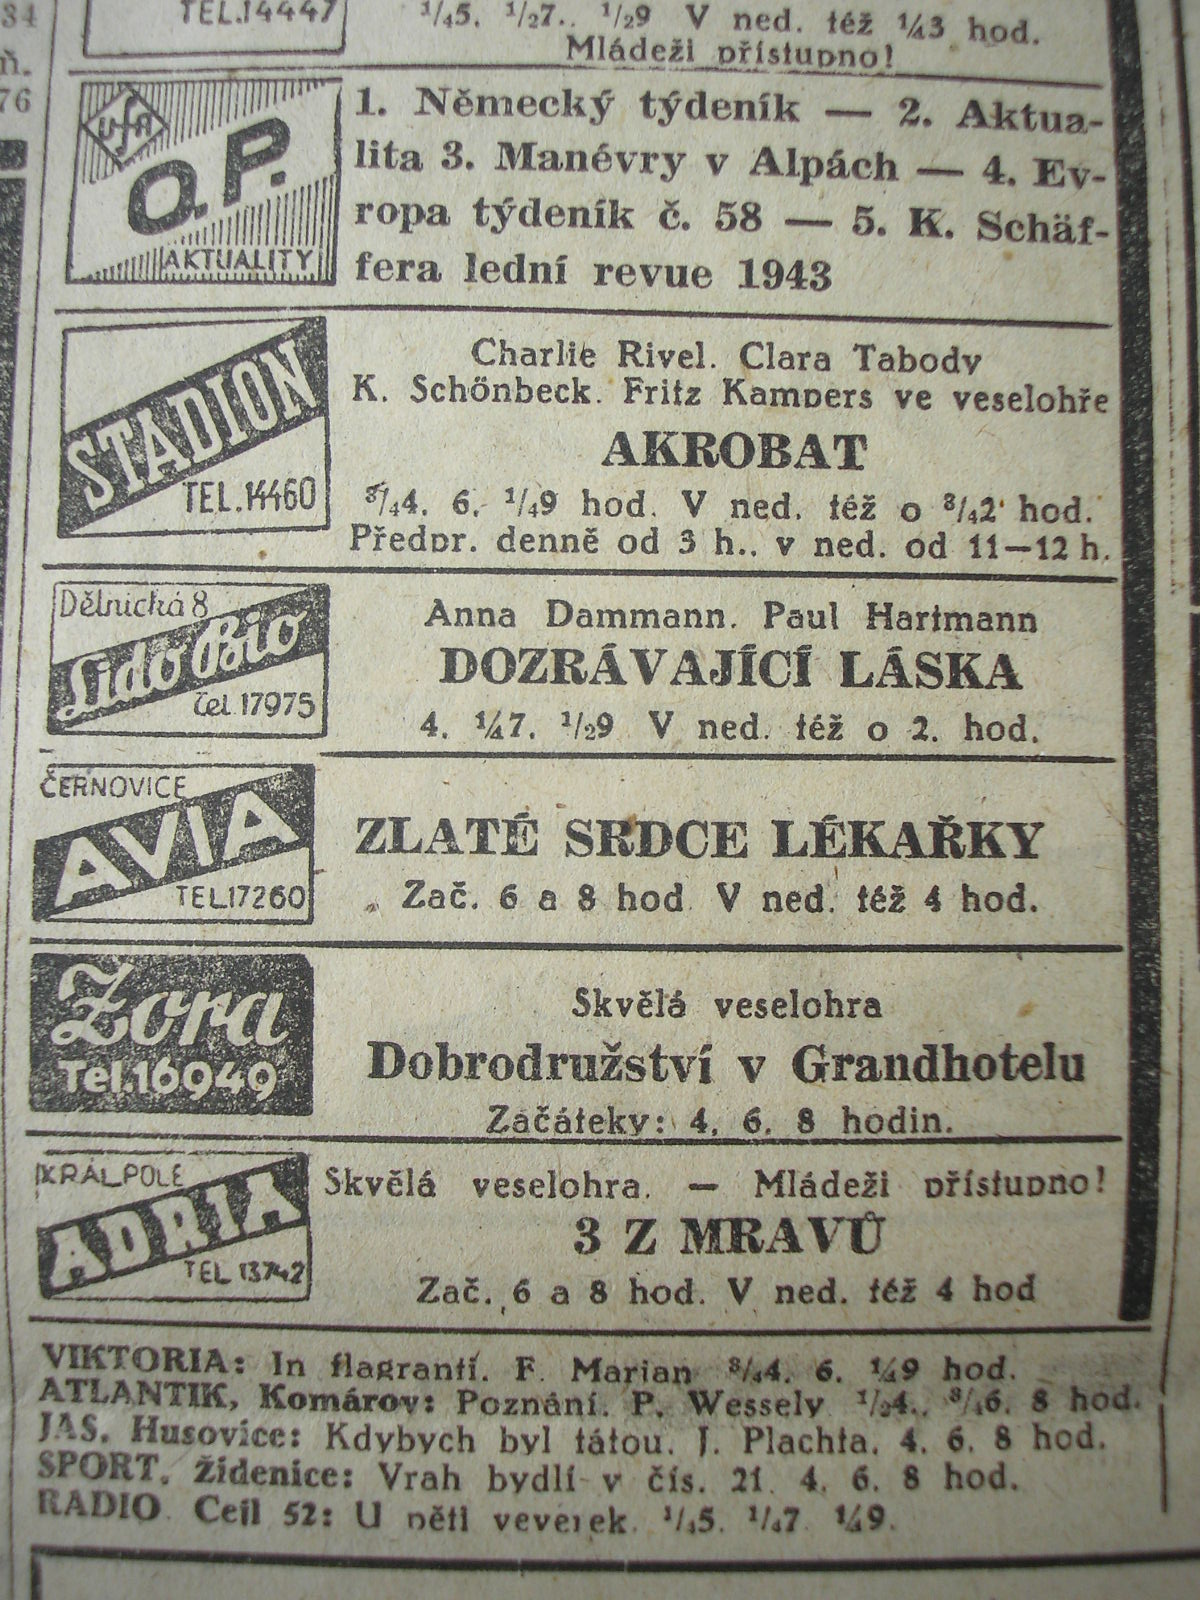 34
ň.
76
TEL.14447
¼5. ½7.. ½9 V ned. též ¼3 hod.
Mládeži přístupno!
UFA
O.P.
AKTUALITY
1. Německý týdeník — 2. Aktua-
lita 3. Manévry v Alpách — 4. Ev-
ropa týdeník č. 58 — 5. K. Schäf-
fera lední revue 1943
STADION
TEL.14460
Charlie Rivel. Clara Tabody
K. Schönbeck. Fritz Kampers ve veselohře
AKROBAT
¾4. 6. ¼9 hod. V ned. též o ¾2 hod.
Předpr. denně od 3 h.. v ned. od 11—12 h.
Dělnická 8
Lido Bio
čel 17975
Anna Dammann. Paul Hartmann
DOZRÁVAJÍCÍ LÁSKA
4. ¼7. ½9 V ned. též o 2. hod.
ČERNOVICE
AVIA
TEL17260
ZLATÉ SRDCE LÉKAŘKY
Zač. 6 a 8 hod V ned. též 4 hod.
Zora
Tel.16949
Skvělá veselohra
Dobrodružství v Grandhotelu
Začáteky: 4. 6. 8 hodin.
KRÁL.POLE
ADRIA
TEL 13742
Skvělá veselohra. — Mládeži přístupno!
3 Z MRAVŮ
Zač. 6 a 8 hod. V ned. též 4 hod
VIKTORIA: In flagranti. F. Marian ¾4. 6. ¼9 hod.
ATLANTIK, Komárov: Poznání. P. Wessely ½4.. ¾6. 8 hod.
JAS. Husovice: Kdybych byl tátou. J. Plachta. 4. 6. 8 hod.
SPORT. Židenice: Vrah bydlí v čís. 21 4. 6. 8 hod.
RADIO Cejl 52: U pěti veverek ¼5. ¼7 ¼9.